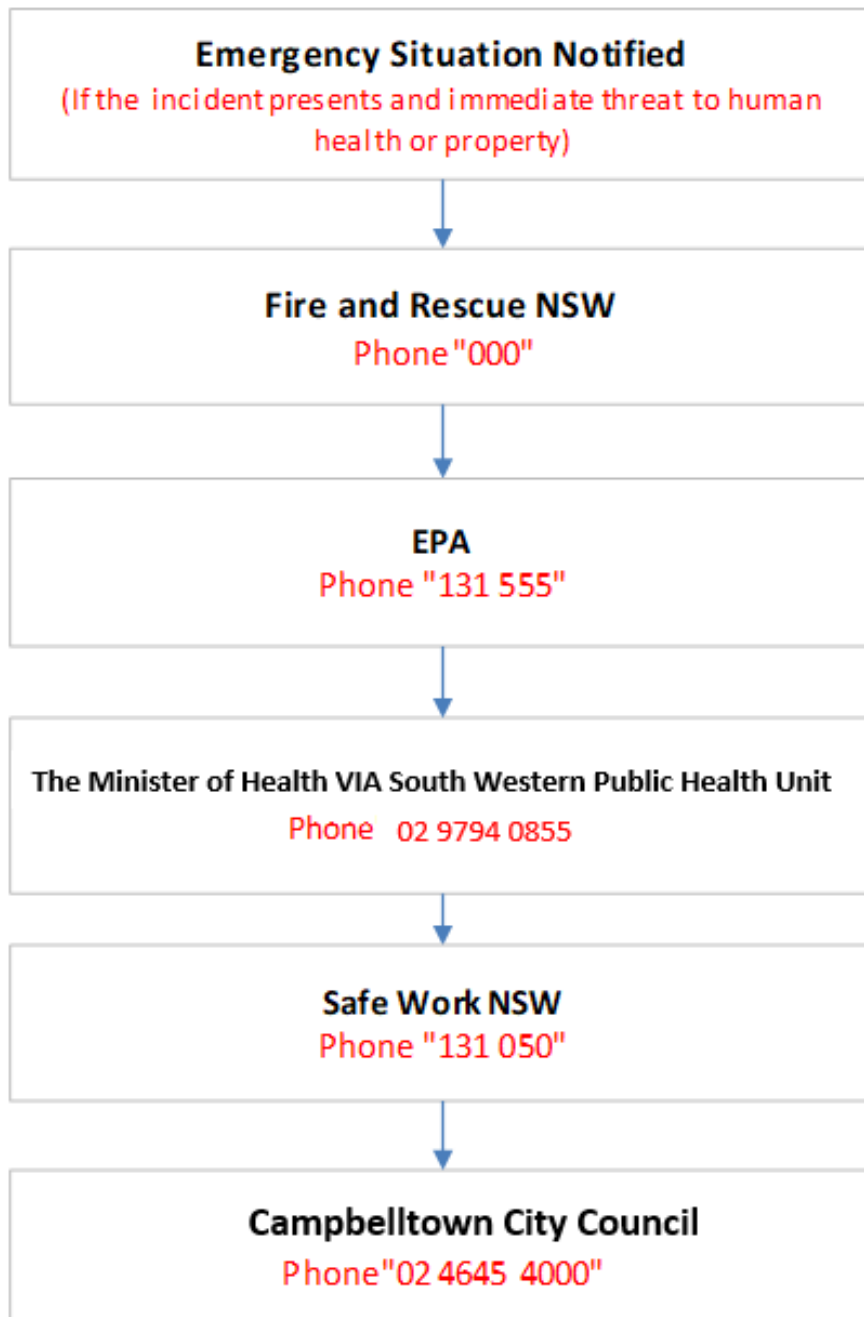 Emergency Situation Notified
(If the incident presents and immediate threat to human
health or property)
Fire and Rescue NSW
Phone "000"
EPA
Phone "131 555"
The Minister of Health VIA South Western Public Health Unit
Phone 02 9794 0855
Safe Work NSW
Phone "131 050"
Campbelltown City Council
Phone "02 4645 4000"